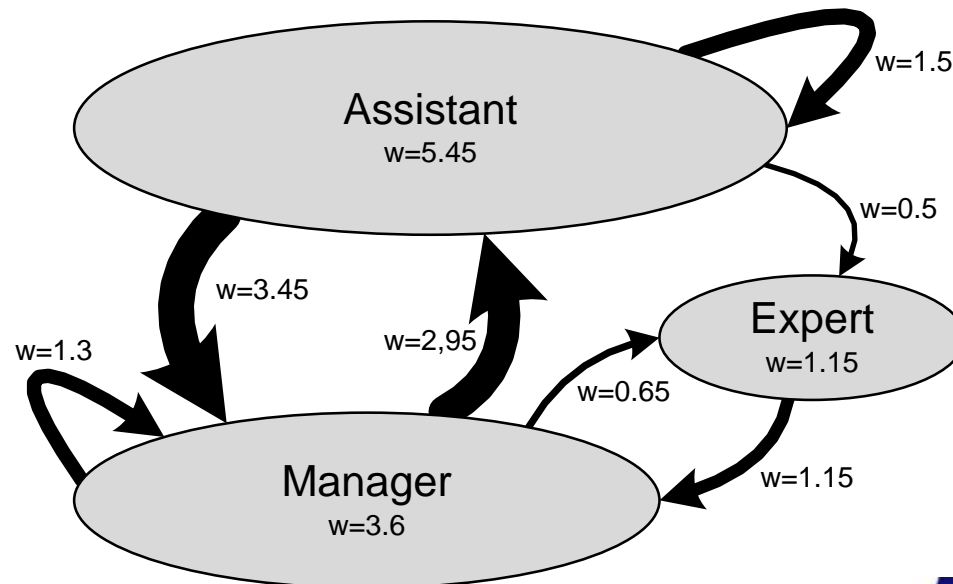 w=1.5
Assistant
w=5.45
w=0.5
w=3.45
Expert
w=1.15
w=2,95
w=1.3
w=0.65
w=1.15
Manager
w=3.6